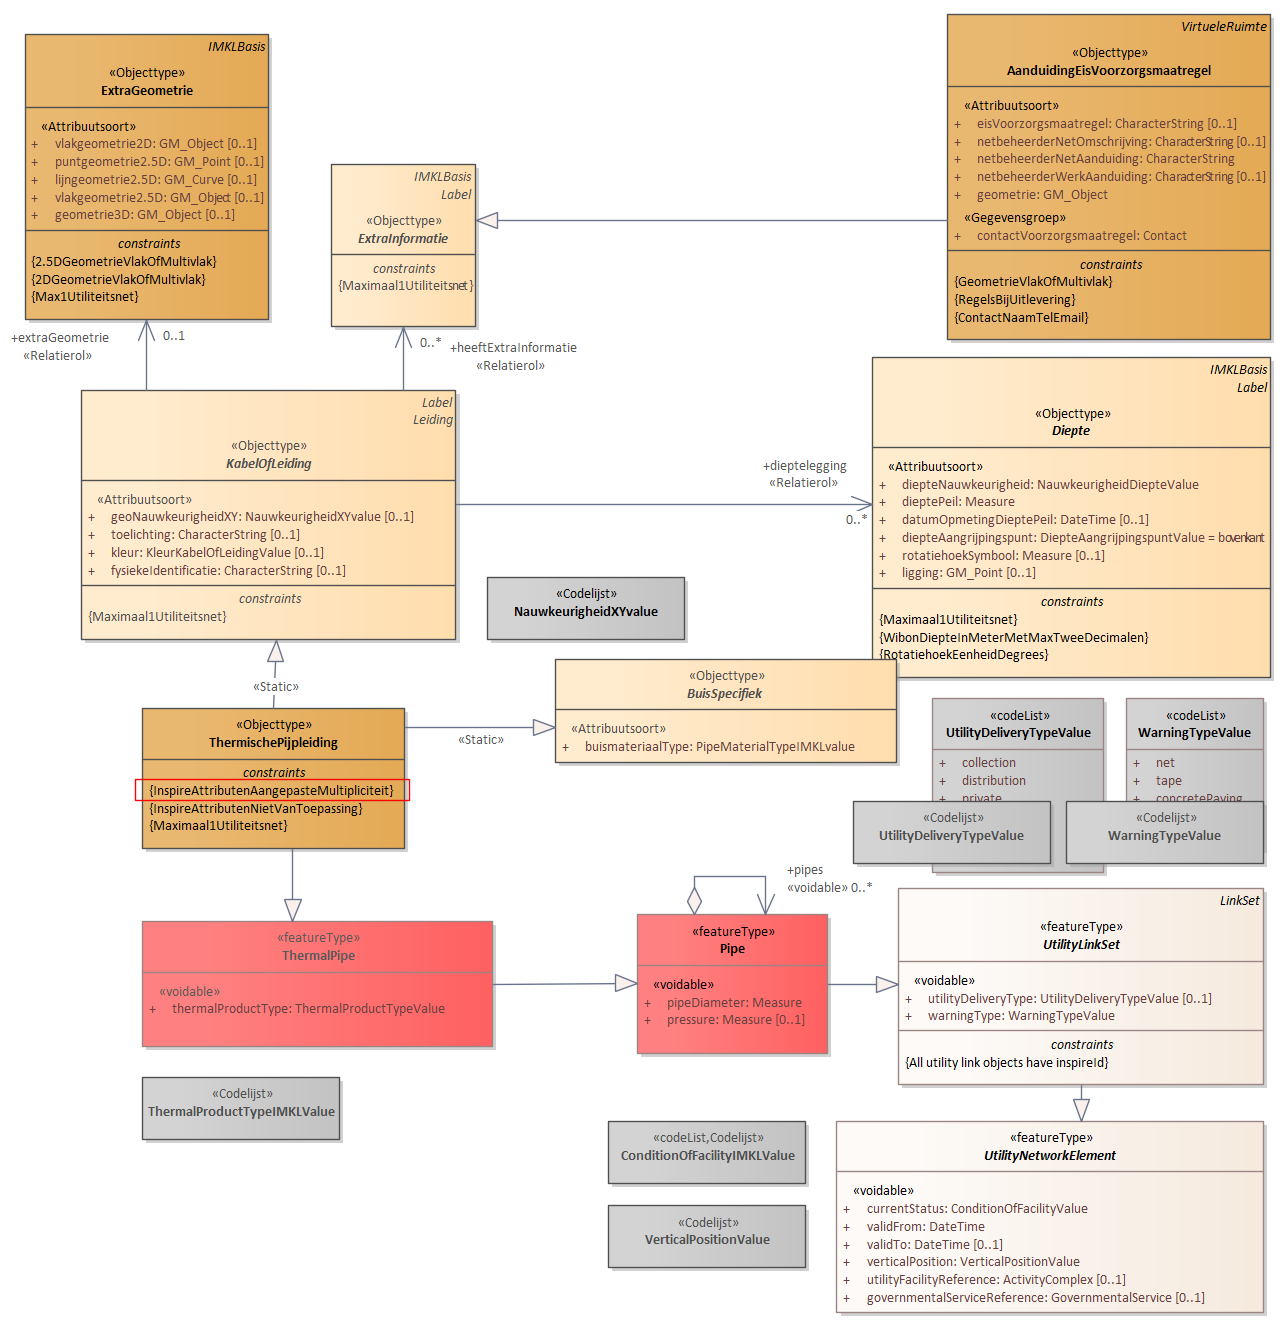 IMKLBasis
«Objecttype»
ExtraGeometrie
«Attribuutsoort»
+ vlakgeometrie2D: GM_Object [0..1]
+ puntgeometrie2.5D: GM_Point [0..1]
+ lijngeometrie2.5D: GM_Curve [0..1]
+ vlakgeometrie2.5D: GM_Object [0..1]
+ geometrie3D: GM_Object [0..1]
constraints
{2.5DGeometrieVlakOfMultivlak}
{2DGeometrieVlakOfMultivlak}
{Max1Utiliteitsnet}
VirtueleRuimte
«Objecttype»
AanduidingEisVoorzorgsmaatregel
«Attribuutsoort»
+ eisVoorzorgsmaatregel: CharacterString [0..1]
+ netbeheerderNetOmschrijving: CharacterString [0..1]
+ netbeheerderNetAanduiding: CharacterString
+ netbeheerderWerkAanduiding: CharacterString [0..1]
+ geometrie: GM_Object
«Gegevensgroep»
+ contactVoorzorgsmaatregel: Contact
constraints
{GeometrieVlakOfMultivlak}
{RegelsBijUitlevering}
{ContactNaamTelEmail}
IMKLBasis
Label
«Objecttype»
ExtraInformatie
constraints
{Maximaal1Utiliteitsnet}
+extraGeometrie
«Relatierol»
0..1
0..*
+heeftExtraInformatie
«Relatierol»
Label
Leiding
«Objecttype»
KabelOfLeiding
«Attribuutsoort»
+ geoNauwkeurigheidXY: NauwkeurigheidXYvalue [0..1]
+ toelichting: CharacterString [0..1]
+ kleur: KleurKabelOfLeidingValue [0..1]
+ fysiekeIdentificatie: CharacterString [0..1]
constraints
{Maximaal1Utiliteitsnet}
+dieptelegging
«Relatierol»
0..*
IMKLBasis
Label
«Objecttype»
Diepte
«Attribuutsoort»
+ diepteNauwkeurigheid: NauwkeurigheidDiepteValue
+ dieptePeil: Measure
+ datumOpmetingDieptePeil: DateTime [0..1]
+ diepteAangrijpingspunt: DiepteAangrijpingspuntValue = bovenkant
+ rotatiehoekSymbool: Measure [0..1]
+ ligging: GM_Point [0..1]
constraints
{Maximaal1Utiliteitsnet}
{WibonDiepteInMeterMetMaxTweeDecimalen}
{RotatiehoekEenheidDegrees}
«Codelijst»
NauwkeurigheidXYvalue
«Static»
«Objecttype»
BuisSpecifiek
«Attribuutsoort»
+ buismateriaalType: PipeMaterialTypeIMKLvalue
«Objecttype»
ThermischePijpleiding
constraints
{InspireAttributenAangepasteMultipliciteit}
{InspireAttributenNietVanToepassing}
{Maximaal1Utiliteitsnet}
«Static»
«codeList»
UtilityDeliveryTypeValue
+ collection
+ distribution
+ private
«codeList»
WarningTypeValue
+ net
+ tape
+ concretePaving
«Codelijst»
UtilityDeliveryTypeValue
«Codelijst»
WarningTypeValue
+pipes
«voidable» 0..*
«featureType»
ThermalPipe
«voidable»
+ thermalProductType: ThermalProductTypeValue
«featureType»
Pipe
«voidable»
+ pipeDiameter: Measure
+ pressure: Measure [0..1]
LinkSet
«featureType»
UtilityLinkSet
«voidable»
+ utilityDeliveryType: UtilityDeliveryTypeValue [0..1]
+ warningType: WarningTypeValue
constraints
{All utility link objects have inspireId}
«Codelijst»
ThermalProductTypeIMKLValue
«codeList,Codelijst»
ConditionOfFacilityIMKLValue
«Codelijst»
VerticalPositionValue
«featureType»
UtilityNetworkElement
«voidable»
+ currentStatus: ConditionOfFacilityValue
+ validFrom: DateTime
+ validTo: DateTime [0..1]
+ verticalPosition: VerticalPositionValue
+ utilityFacilityReference: ActivityComplex [0..1]
+ governmentalServiceReference: GovernmentalService [0..1]